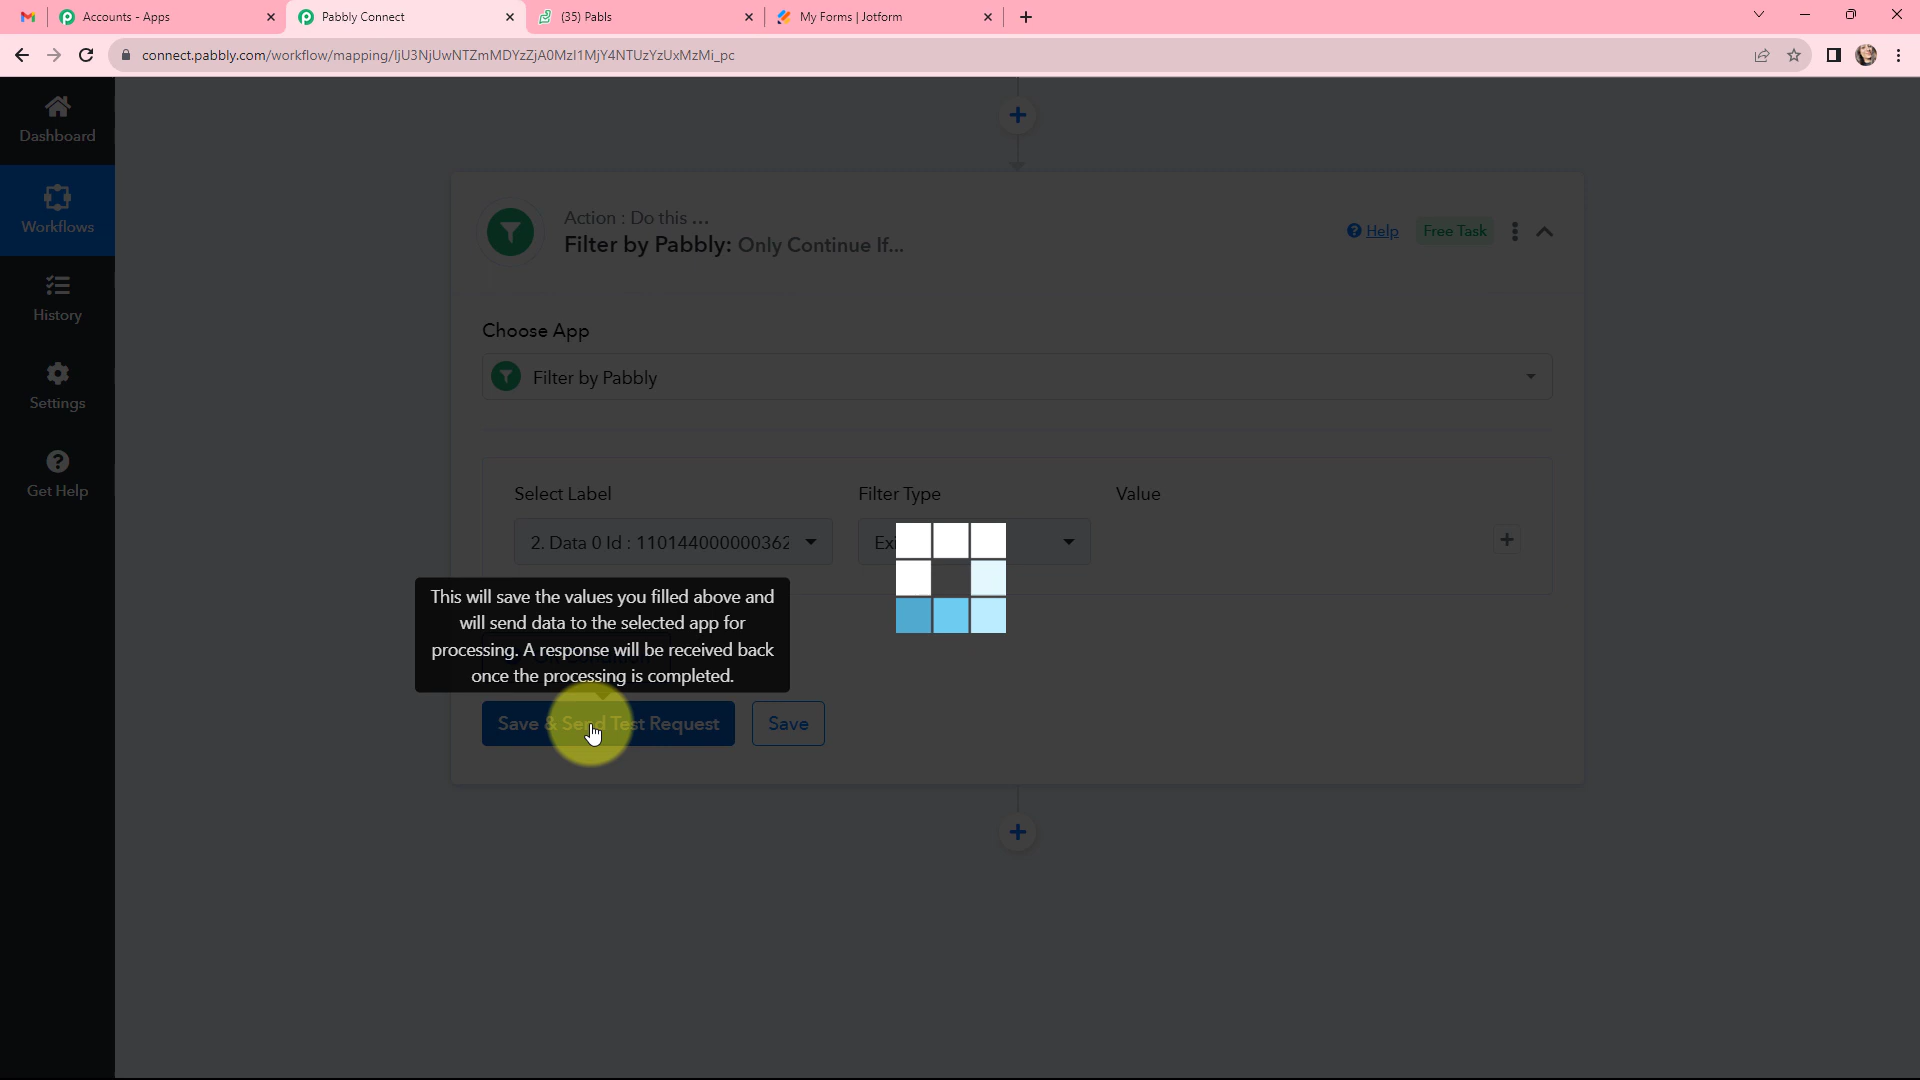 Accounts - Apps
Pabbly Connect
(35) Pabls
My Forms | Jotform
connect.pabbly.com/workflow/mapping/IjU3NjUwNTZmMDYzZjA0MzI1MjY4NTUzYzUxMzMi_pc
Dashboard
Workflows
History
Settings
Get Help
Action : Do this ...
Filter by Pabbly: Only Continue If...
Help
Free Task
Choose App
Filter by Pabbly
Select Label
Filter Type
Value
2. Data 0 Id : 110144000000362
This will save the values you filled above and
will send data to the selected app for
processing. A response will be received back
once the processing is completed.
Save & Send Test Request
Save